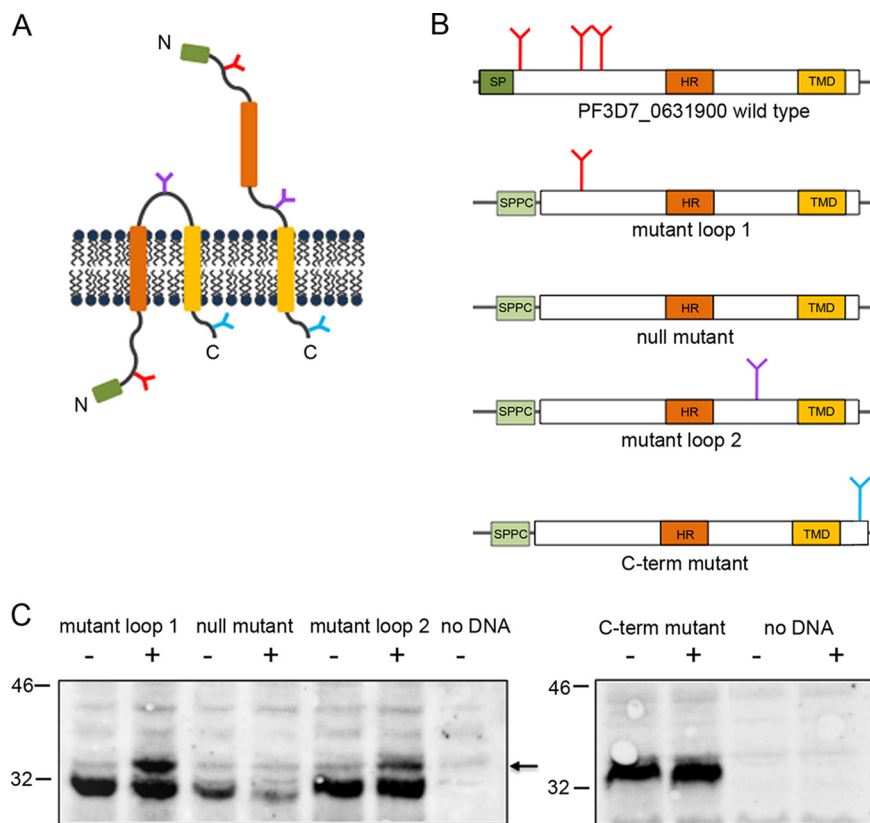 A
N
N
C
C
B
SP HR TMD
PF3D7_0631900 wild type
SPPC HR TMD
mutant loop 1
SPPC HR TMD
null mutant
SPPC HR TMD
mutant loop 2
SPPC HR TMD
C-term mutant
C
mutant loop 1 null mutant mutant loop 2 no DNA
- + - + - + -
46
32
C-term mutant no DNA
- + - +
46
32